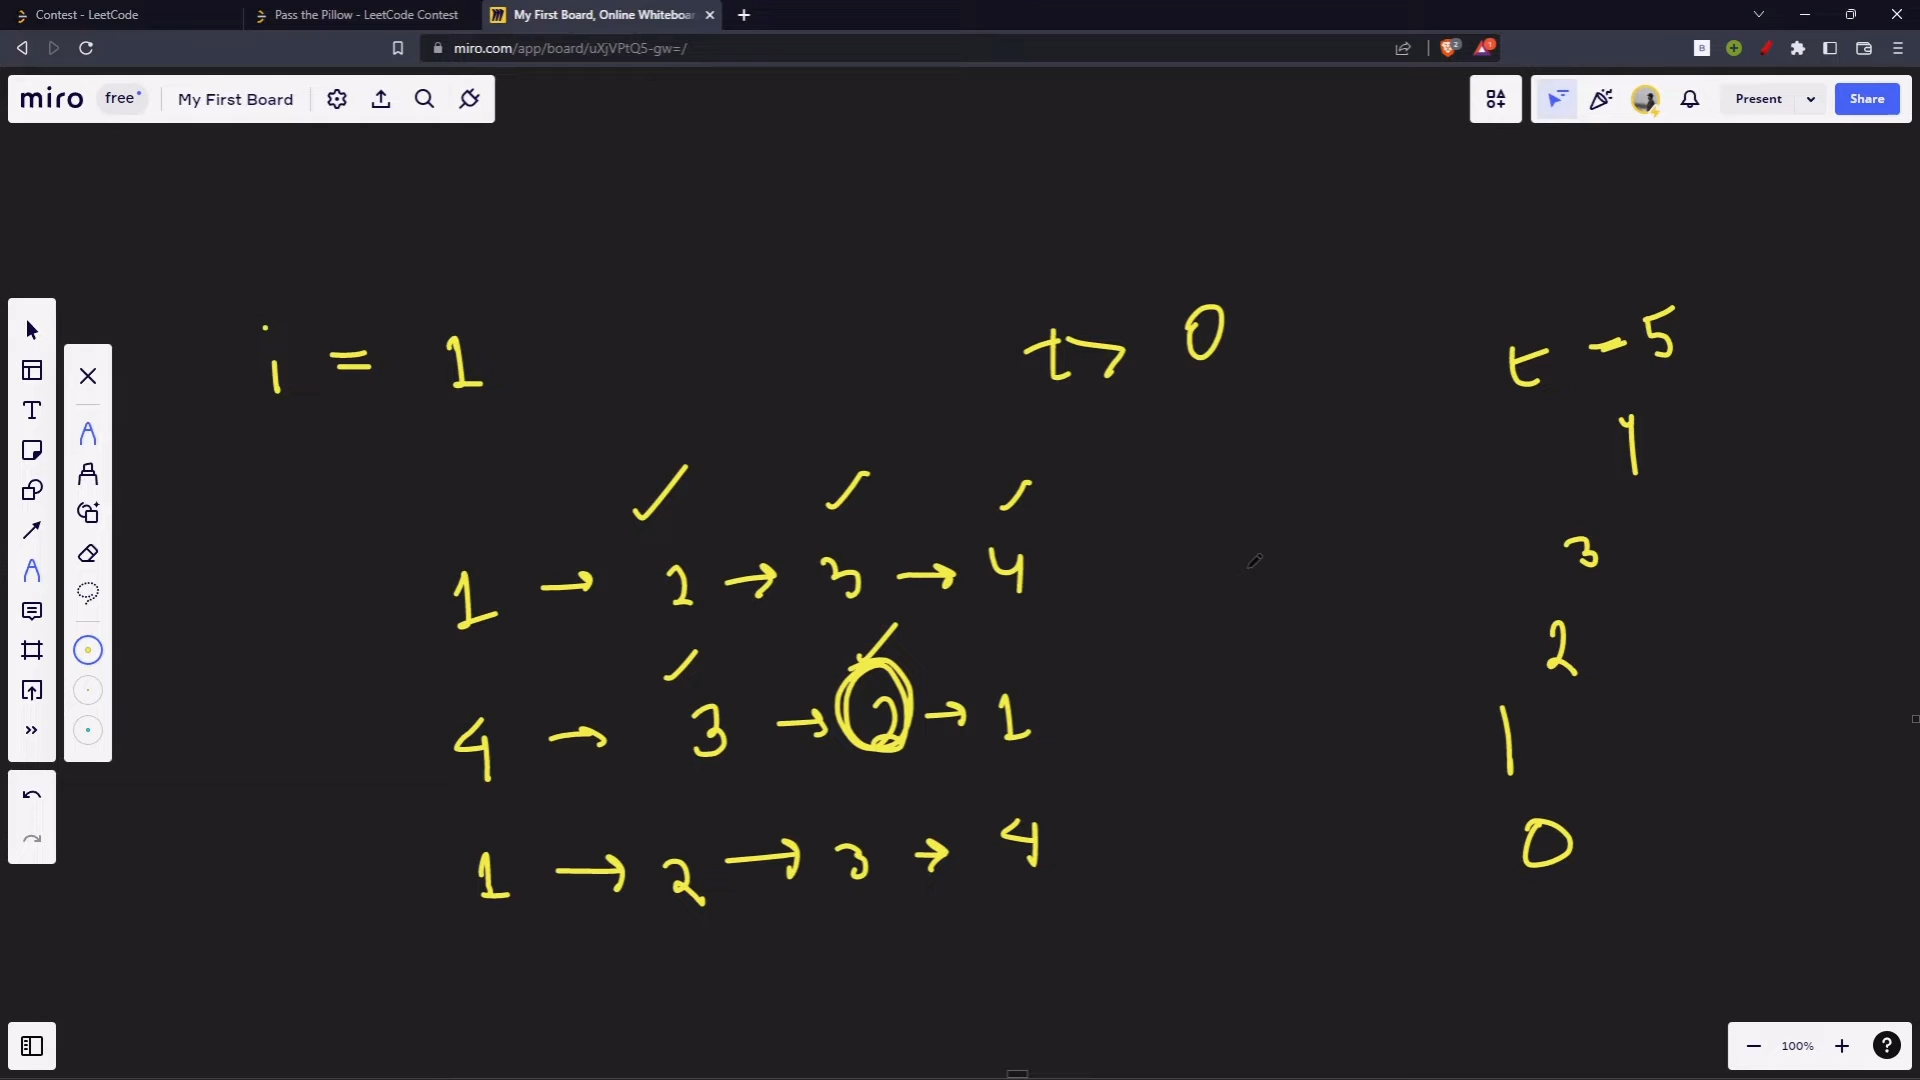 Contest - LeetCode
Pass the Pillow - LeetCode Contest
My First Board, Online Whiteboa
miro.com/app/board/uXjVPtQ5-gw=/
2
1
miro
free
My First Board
Present
Share
i = 1
t > 0
t - 5
4
3
2
1
0
1 → 2 → 3 → 4
4 → 3 → 2 → 1
1 → 2 → 3 → 4
100%